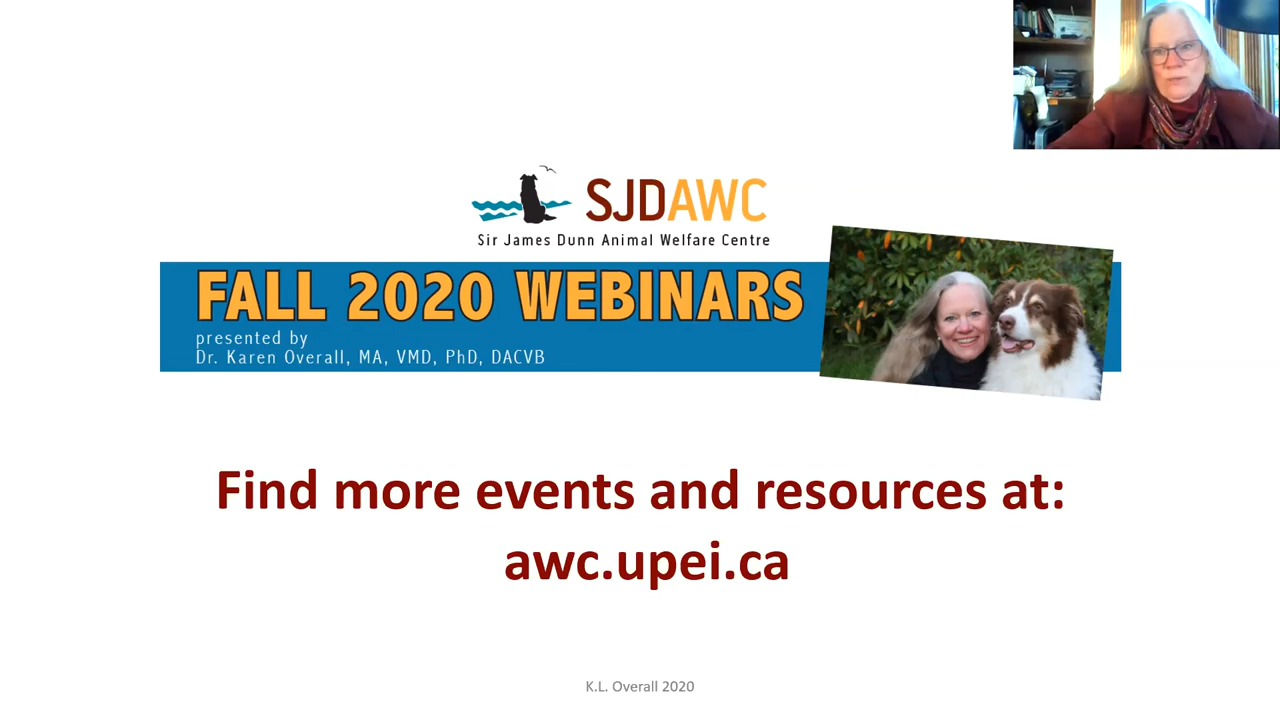 SJDAWC
Sir James Dunn Animal Welfare Centre
FALL 2020 WEBINARS
presented by
Dr. Karen Overall, MA, VMD, PhD, DACVB
Find more events and resources at:
awc.upei.ca
K.L. Overall 2020